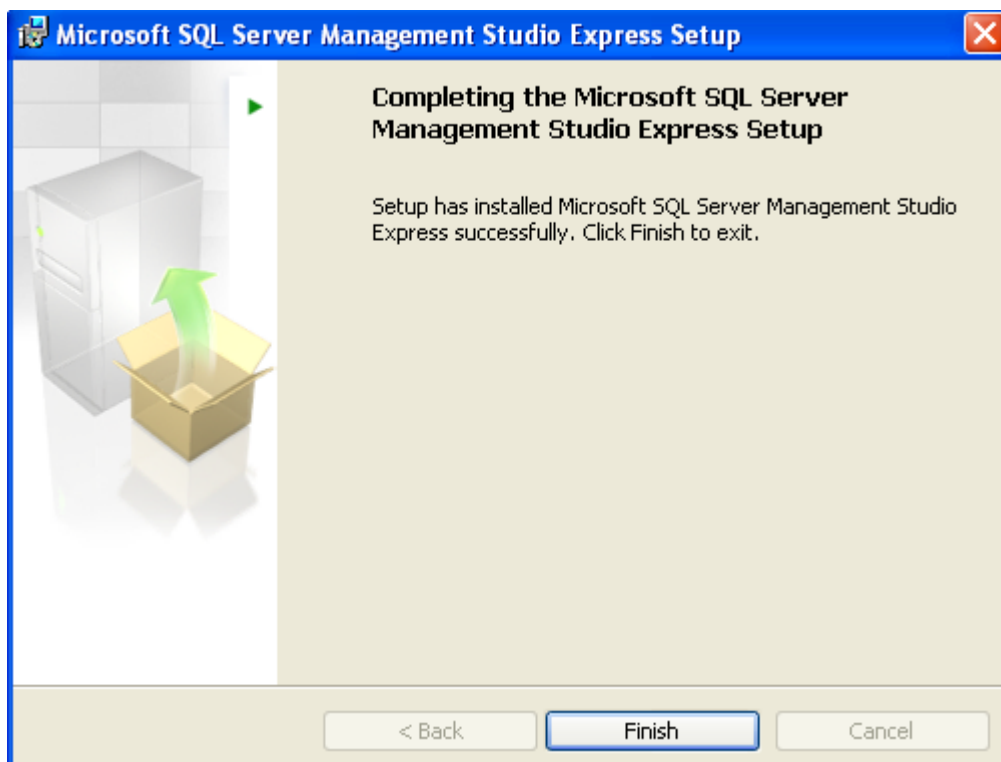 Microsoft SQL Server Management Studio Express Setup
Completing the Microsoft SQL Server
Management Studio Express Setup
Setup has installed Microsoft SQL Server Management Studio
Express successfully. Click Finish to exit.
< Back
Finish
Cancel